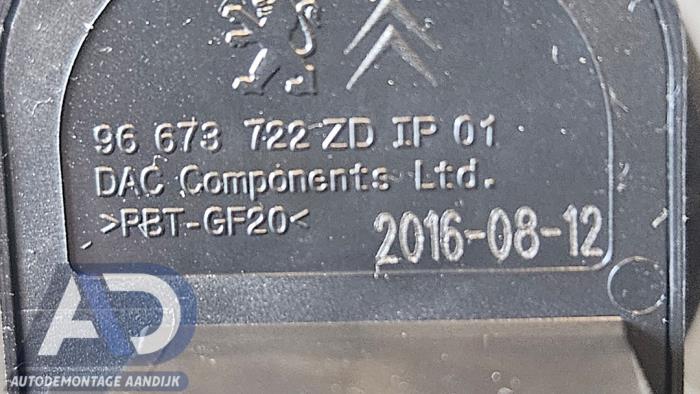 96 673 722 ZD IP 01
DAC Components Ltd.
>PBT-GF20<
2016-08-12
AD
AUTODEMONTAGE AANDIJK